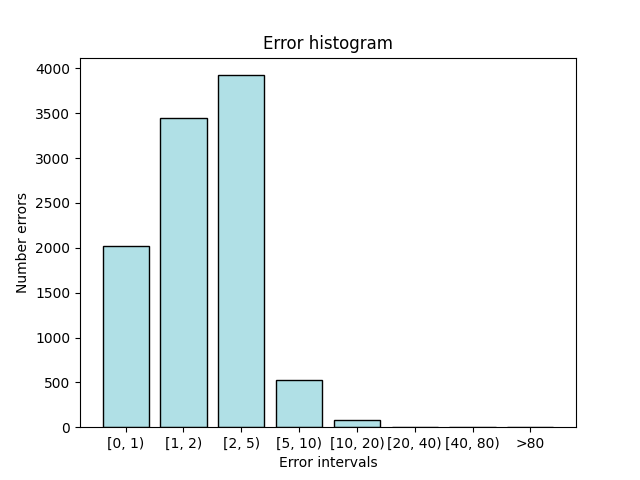 Error histogram
4000
3500
3000
2500
2000
1500
1000
500
0
Number errors
[0, 1) [1, 2) [2, 5) [5, 10) [10, 20) [20, 40) [40, 80) >80
Error intervals